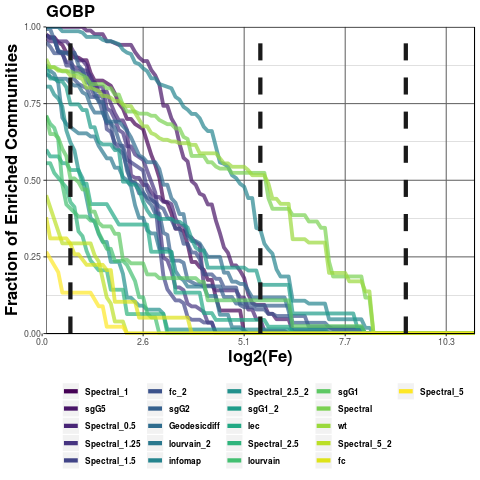 GOBP
Fraction of Enriched Communities
1.00
0.75
0.50
0.25
0.00
0.0 2.6 5.1 7.7 10.3
log2(Fe)
Spectral_1 fc_2 Spectral_2.5_2 sgG1 Spectral_5
sgG5 sgG2 sgG1_2 Spectral
Spectral_0.5 Geodesicdiff lec wt
Spectral_1.25 lourvain_2 Spectral_2.5 Spectral_5_2
Spectral_1.5 infomap lourvain fc